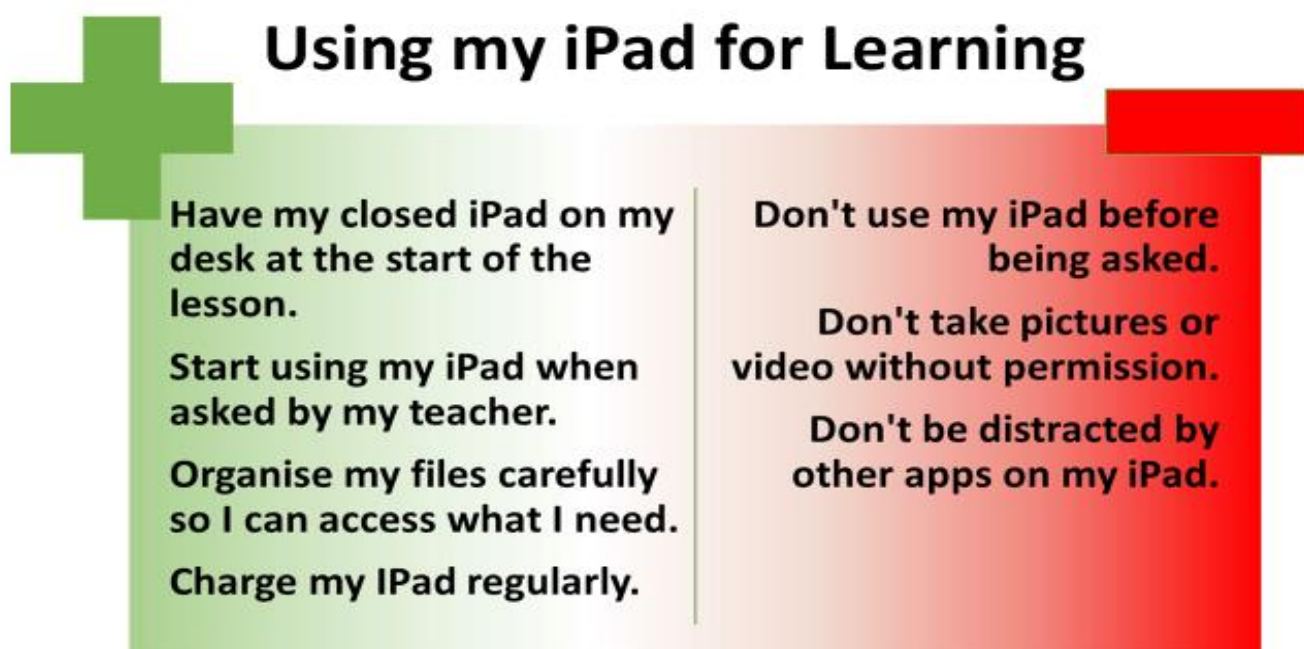 Using my iPad for Learning
Have my closed iPad on my
desk at the start of the
lesson.
Start using my iPad when
asked by my teacher.
Organise my files carefully
so I can access what I need.
Charge my IPad regularly.
Don't use my iPad before
being asked.
Don't take pictures or
video without permission.
Don't be distracted by
other apps on my iPad.